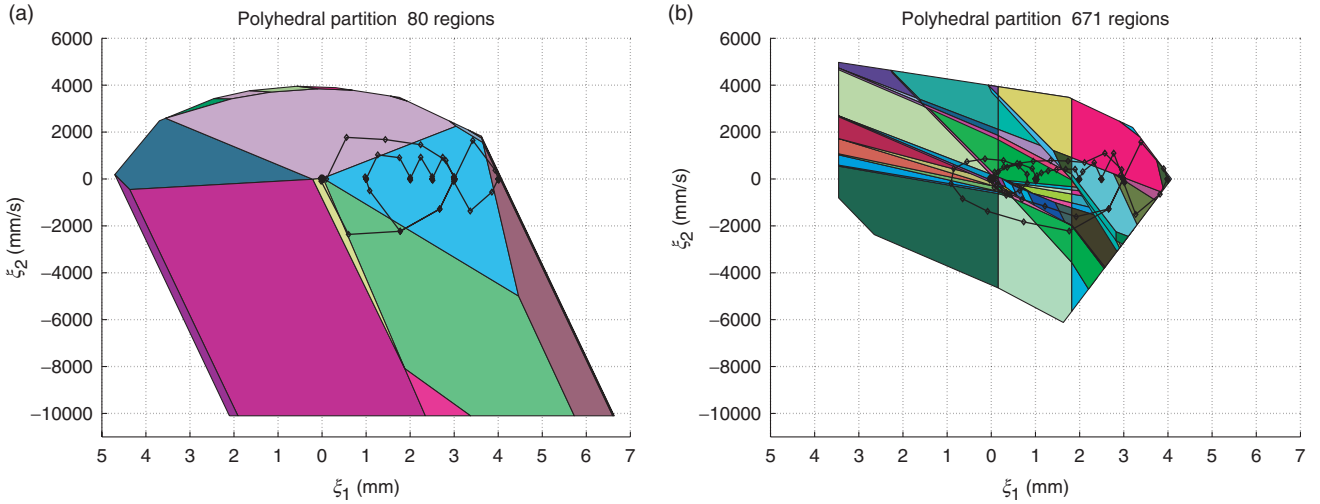 (a)
Polyhedral partition 80 regions
6000
4000
2000
0
−2000
−4000
−6000
−8000
−10000
ξ2 (mm/s)
5 4 3 2 1 0 1 2 3 4 5 6 7
ξ1 (mm)
(b)
Polyhedral partition 671 regions
6000
4000
2000
0
−2000
−4000
−6000
−8000
−10000
ξ2 (mm/s)
5 4 3 2 1 0 1 2 3 4 5 6 7
ξ1 (mm)